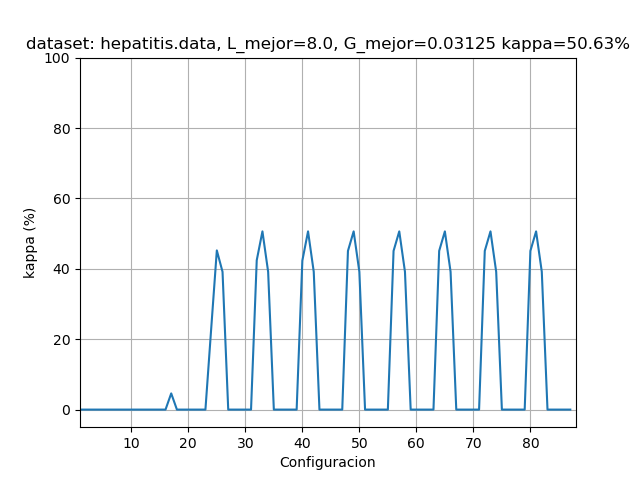 dataset: hepatitis.data, L_mejor=8.0, G_mejor=0.03125 kappa=50.63%
100
80
60
40
20
0
kappa (%)
10 20 30 40 50 60 70 80
Configuracion